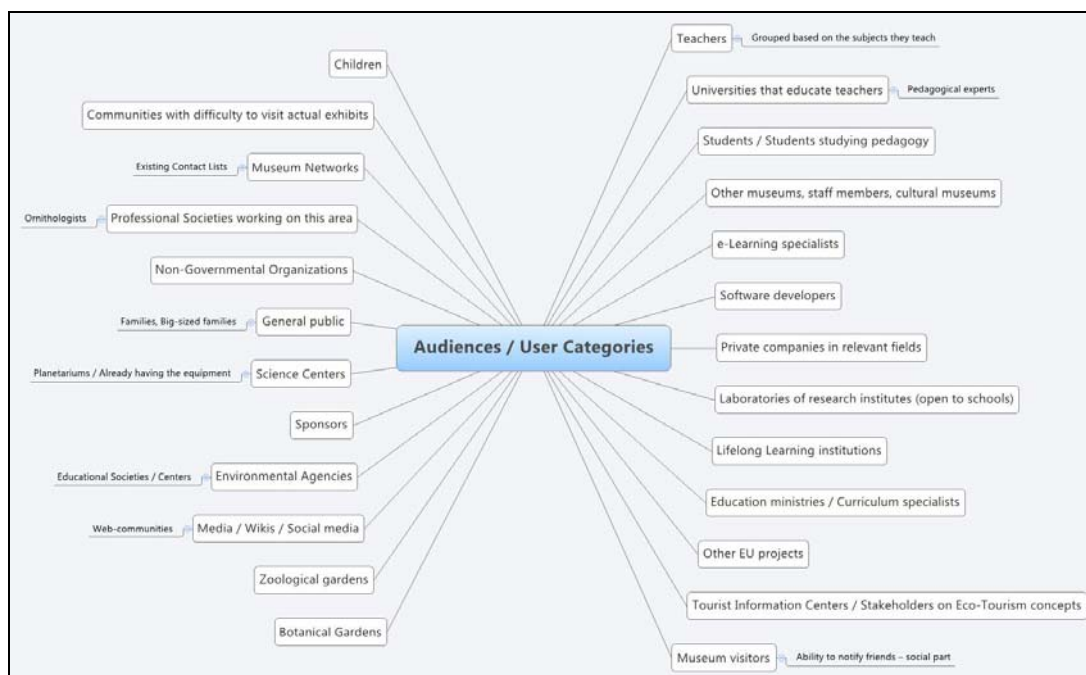 Teachers
Grouped based on the subjects they teach
Children
Universities that educate teachers
Pedagogical experts
Communities with difficulty to visit actual exhibits
Students / Students studying pedagogy
Existing Contact Lists
Museum Networks
Other museums, staff members, cultural museums
Ornithologists
Professional Societies working on this area
e-Learning specialists
Non-Governmental Organizations
Software developers
Families, Big-sized families
General public
Audiences / User Categories
Private companies in relevant fields
Planetariums / Already having the equipment
Science Centers
Laboratories of research institutes (open to schools)
Sponsors
Lifelong Learning institutions
Educational Societies / Centers
Environmental Agencies
Education ministries / Curriculum specialists
Web-communities
Media / Wikis / Social media
Other EU projects
Zoological gardens
Tourist Information Centers / Stakeholders on Eco-Tourism concepts
Botanical Gardens
Museum visitors
Ability to notify friends – social part